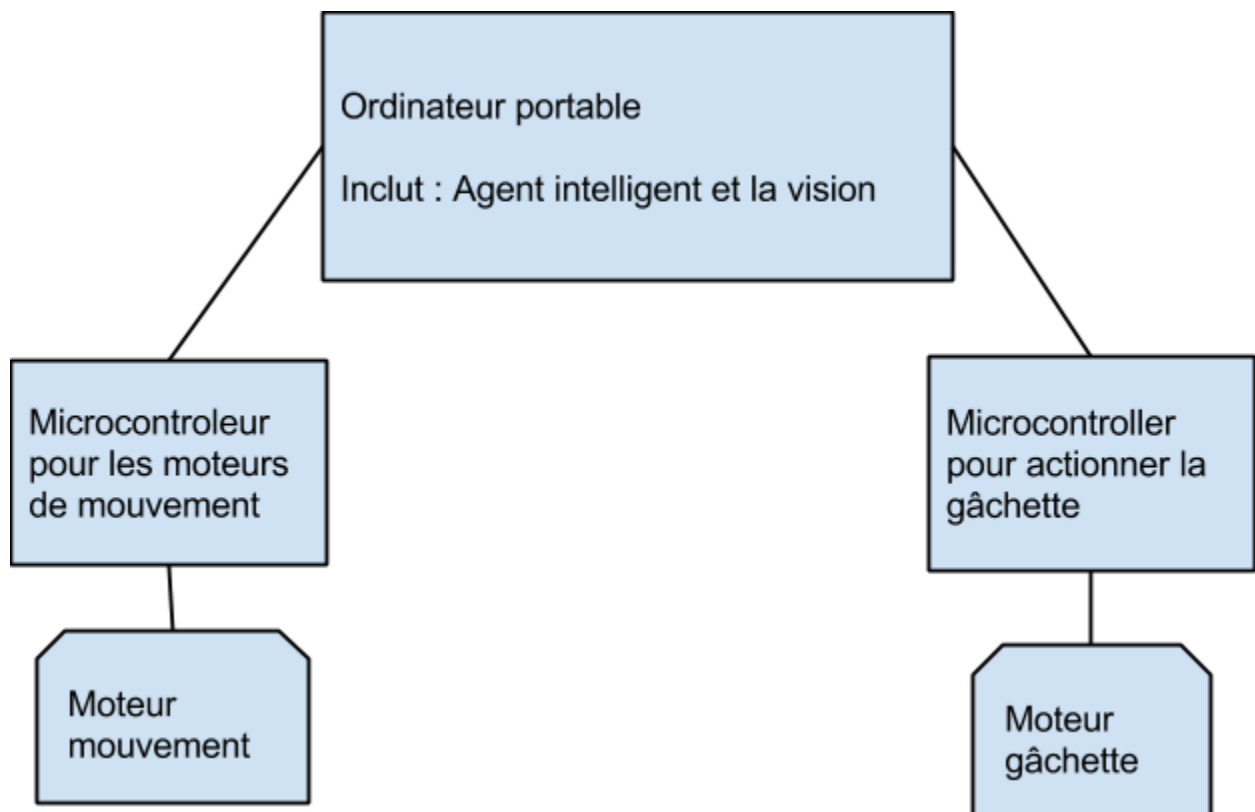 Ordinateur portable
Inclut : Agent intelligent et la vision
Microcontroleur
pour les moteurs
de mouvement
Microcontroller
pour actionner la
gâchette
Moteur
mouvement
Moteur
gâchette